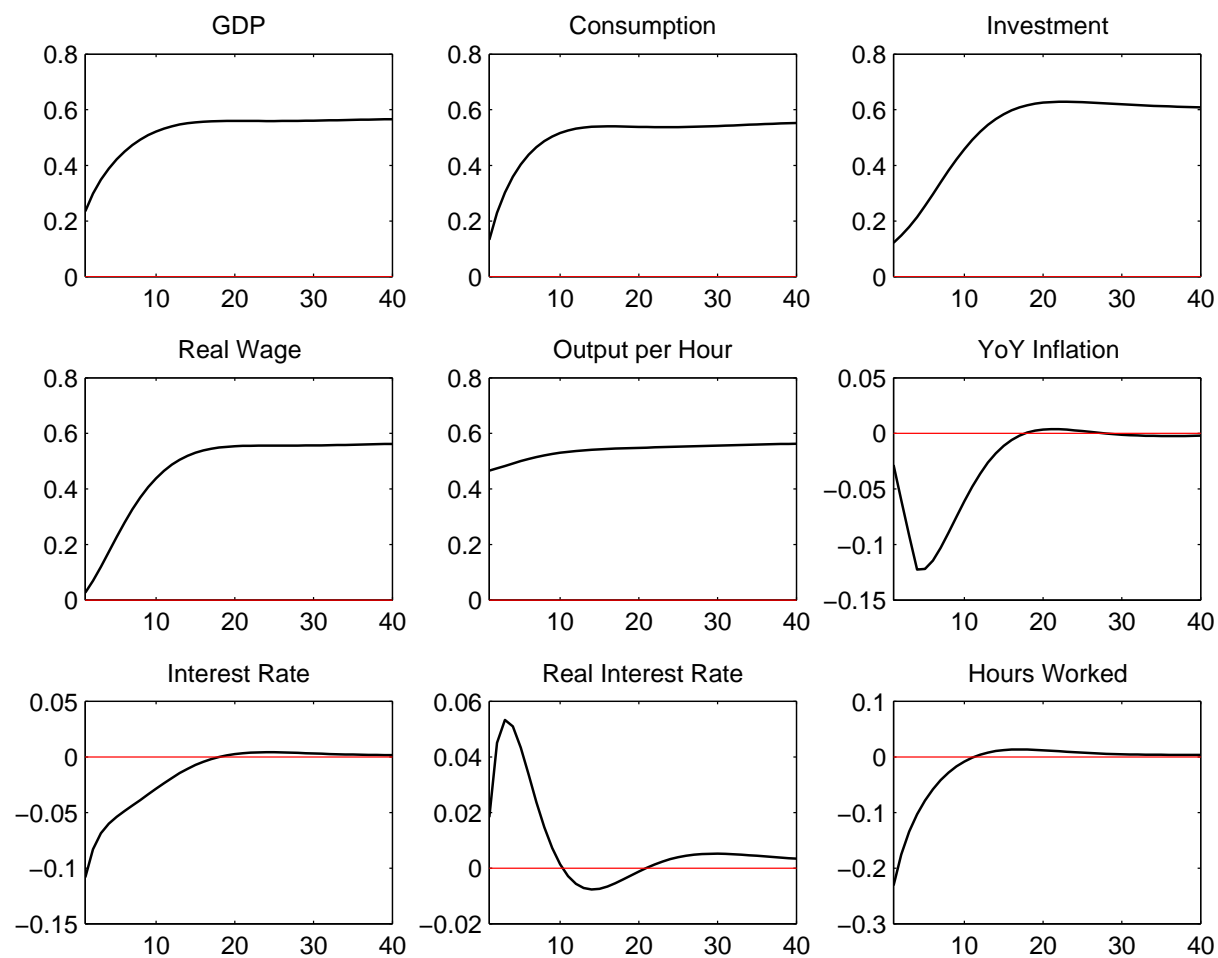 GDP
0.8
0.6
0.4
0.2
0
10 20 30 40
Consumption
0.8
0.6
0.4
0.2
0
10 20 30 40
Investment
0.8
0.6
0.4
0.2
0
10 20 30 40
Real Wage
0.8
0.6
0.4
0.2
0
10 20 30 40
Output per Hour
0.8
0.6
0.4
0.2
0
10 20 30 40
YoY Inflation
0.05
0
−0.05
−0.1
−0.15
10 20 30 40
Interest Rate
0.05
0
−0.05
−0.1
−0.15
10 20 30 40
Real Interest Rate
0.06
0.04
0.02
0
−0.02
10 20 30 40
Hours Worked
0.1
0
−0.1
−0.2
−0.3
10 20 30 40